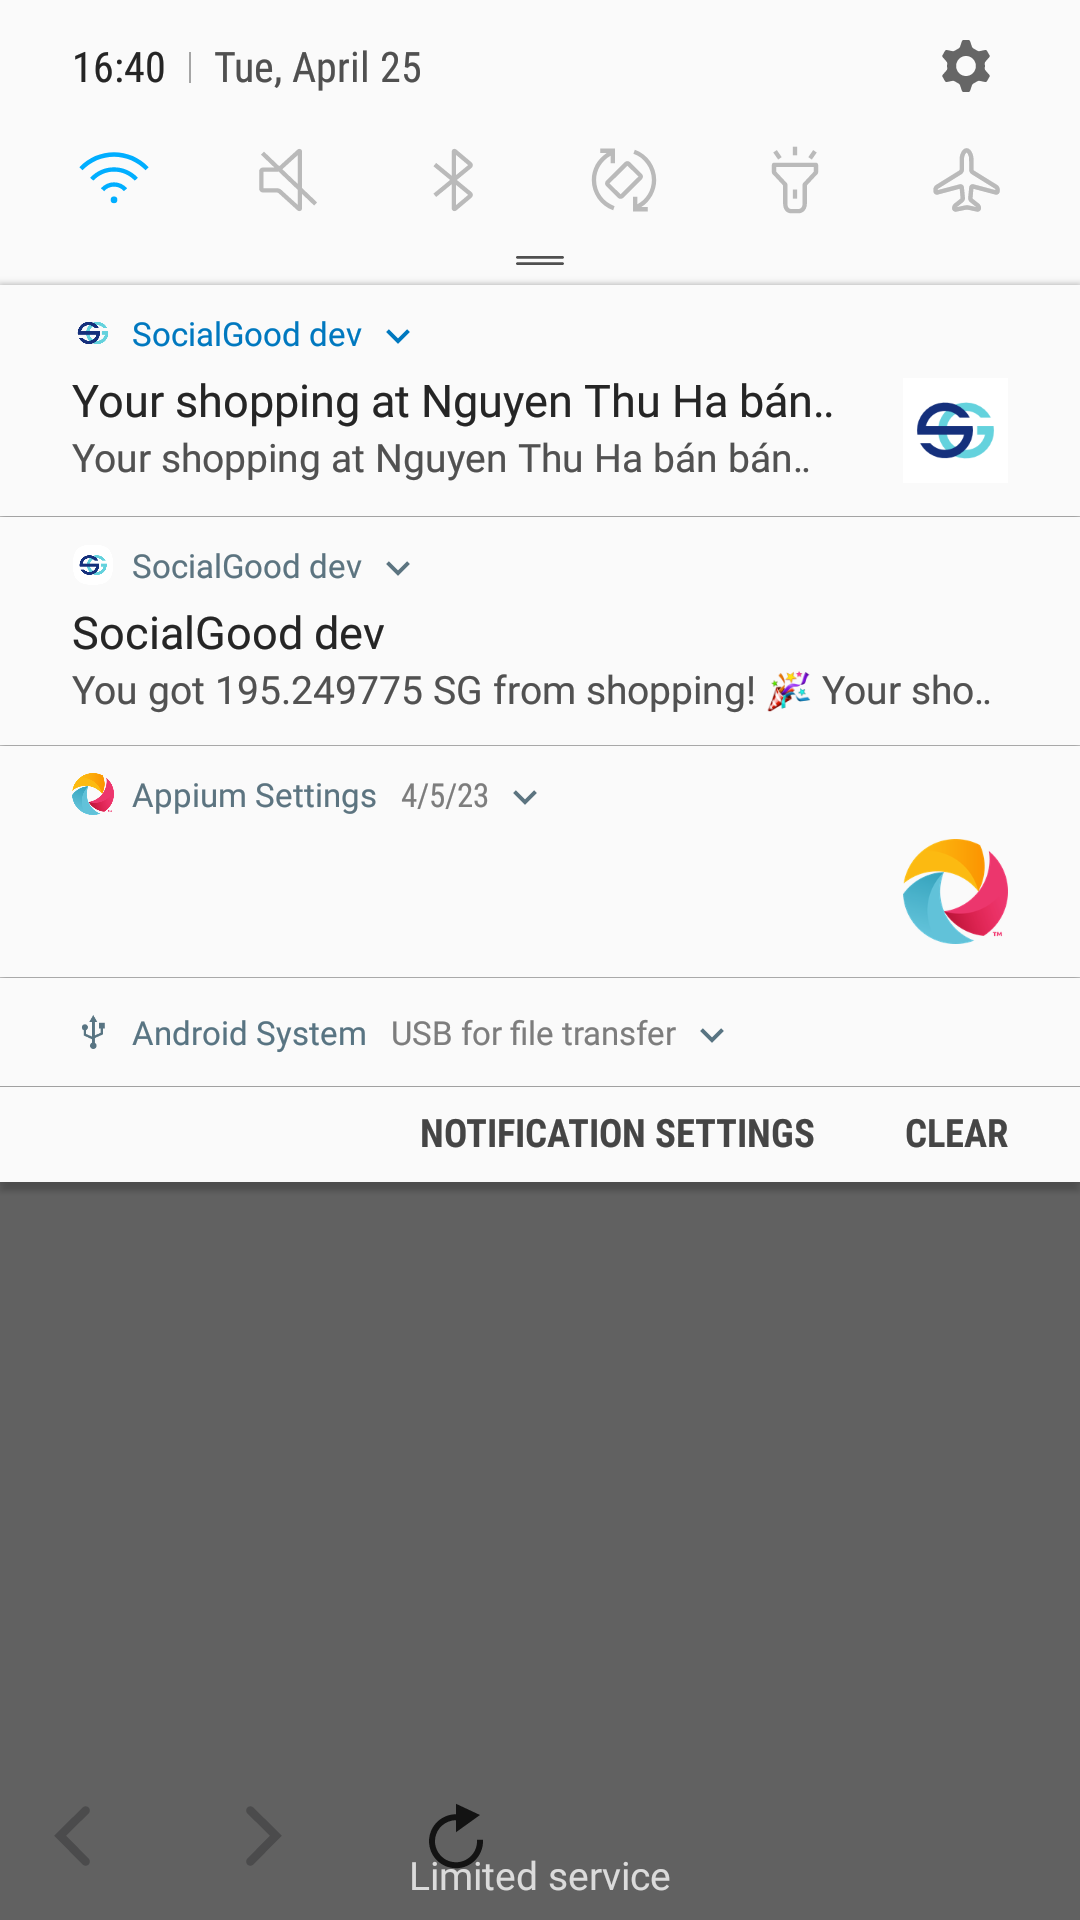 16:40 | Tue, April 25
SocialGood dev
Your shopping at Nguyen Thu Ha bán..
Your shopping at Nguyen Thu Ha bán bán..
SocialGood dev
SocialGood dev
You got 195.249775 SG from shopping! 🎉 Your sho..
Appium Settings 4/5/23
Android System USB for file transfer
NOTIFICATION SETTINGS CLEAR
Limited service